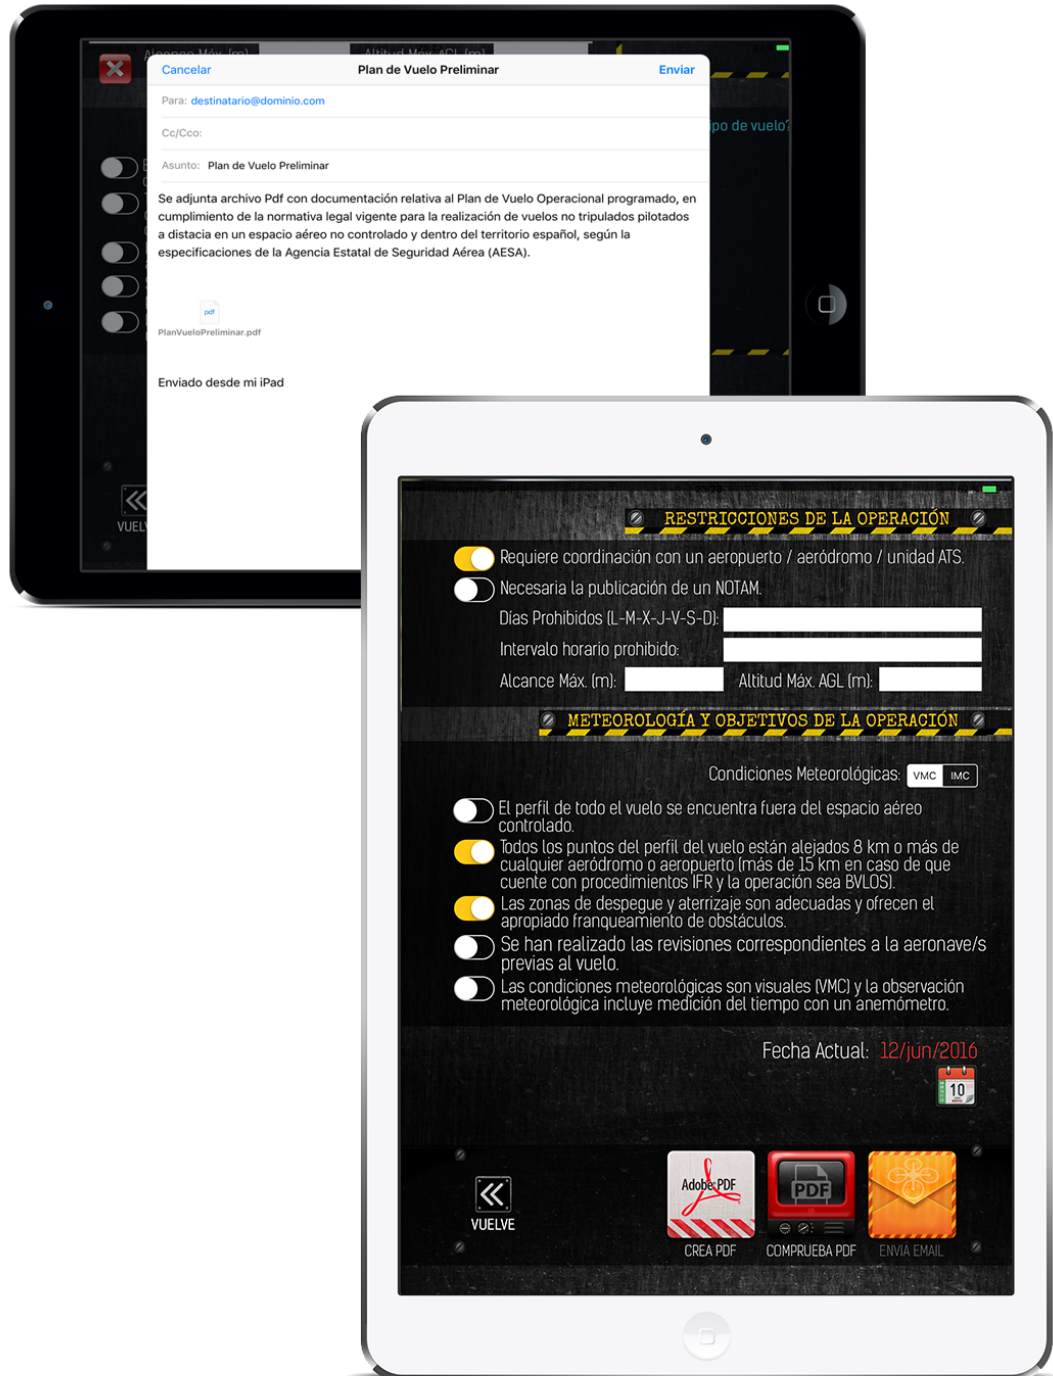 Alcance Máx. (m) Altitud Máx. AGL (m)
Cancelar Plan de Vuelo Preliminar Enviar
Para: destinatario@dominio.com
ipo de vuelo?
Cc/Cco:
Asunto: Plan de Vuelo Preliminar
Se adjunta archivo Pdf con documentación relativa al Plan de Vuelo Operacional programado, en
cumplimiento de la normativa legal vigente para la realización de vuelos no tripulados pilotados
a distacia en un espacio aéreo no controlado y dentro del territorio español, según la
especificaciones de la Agencia Estatal de Seguridad Aérea (AESA).
pdf
PlanVueloPreliminar.pdf
Enviado desde mi iPad
VUEL
RESTRICCIONES DE LA OPERACIÓN
Requiere coordinación con un aeropuerto / aeródromo / unidad ATS.
Necesaria la publicación de un NOTAM.
Días Prohibidos (L-M-X-J-V-S-D):
Intervalo horario prohibido:
Alcance Máx. (m): Altitud Máx. AGL (m):
METEOROLOGÍA Y OBJETIVOS DE LA OPERACIÓN
Condiciones Meteorológicas: VMC IMC
El perfil de todo el vuelo se encuentra fuera del espacio aéreo
controlado.
Todos los puntos del perfil del vuelo están alejados 8 km o más de
cualquier aeródromo o aeropuerto (más de 15 km en caso de que
cuente con procedimientos IFR y la operación sea BVLOS).
Las zonas de despegue y aterrizaje son adecuadas y ofrecen el
apropiado franqueamiento de obstáculos.
Se han realizado las revisiones correspondientes a la aeronave/s
previas al vuelo.
Las condiciones meteorológicas son visuales (VMC) y la observación
meteorológica incluye medición del tiempo con un anemómetro.
Fecha Actual: 12/jun/2016
10
Adobe PDF
PDF
VUELVE
CREA PDF COMPRUEBA PDF ENVIA EMAIL